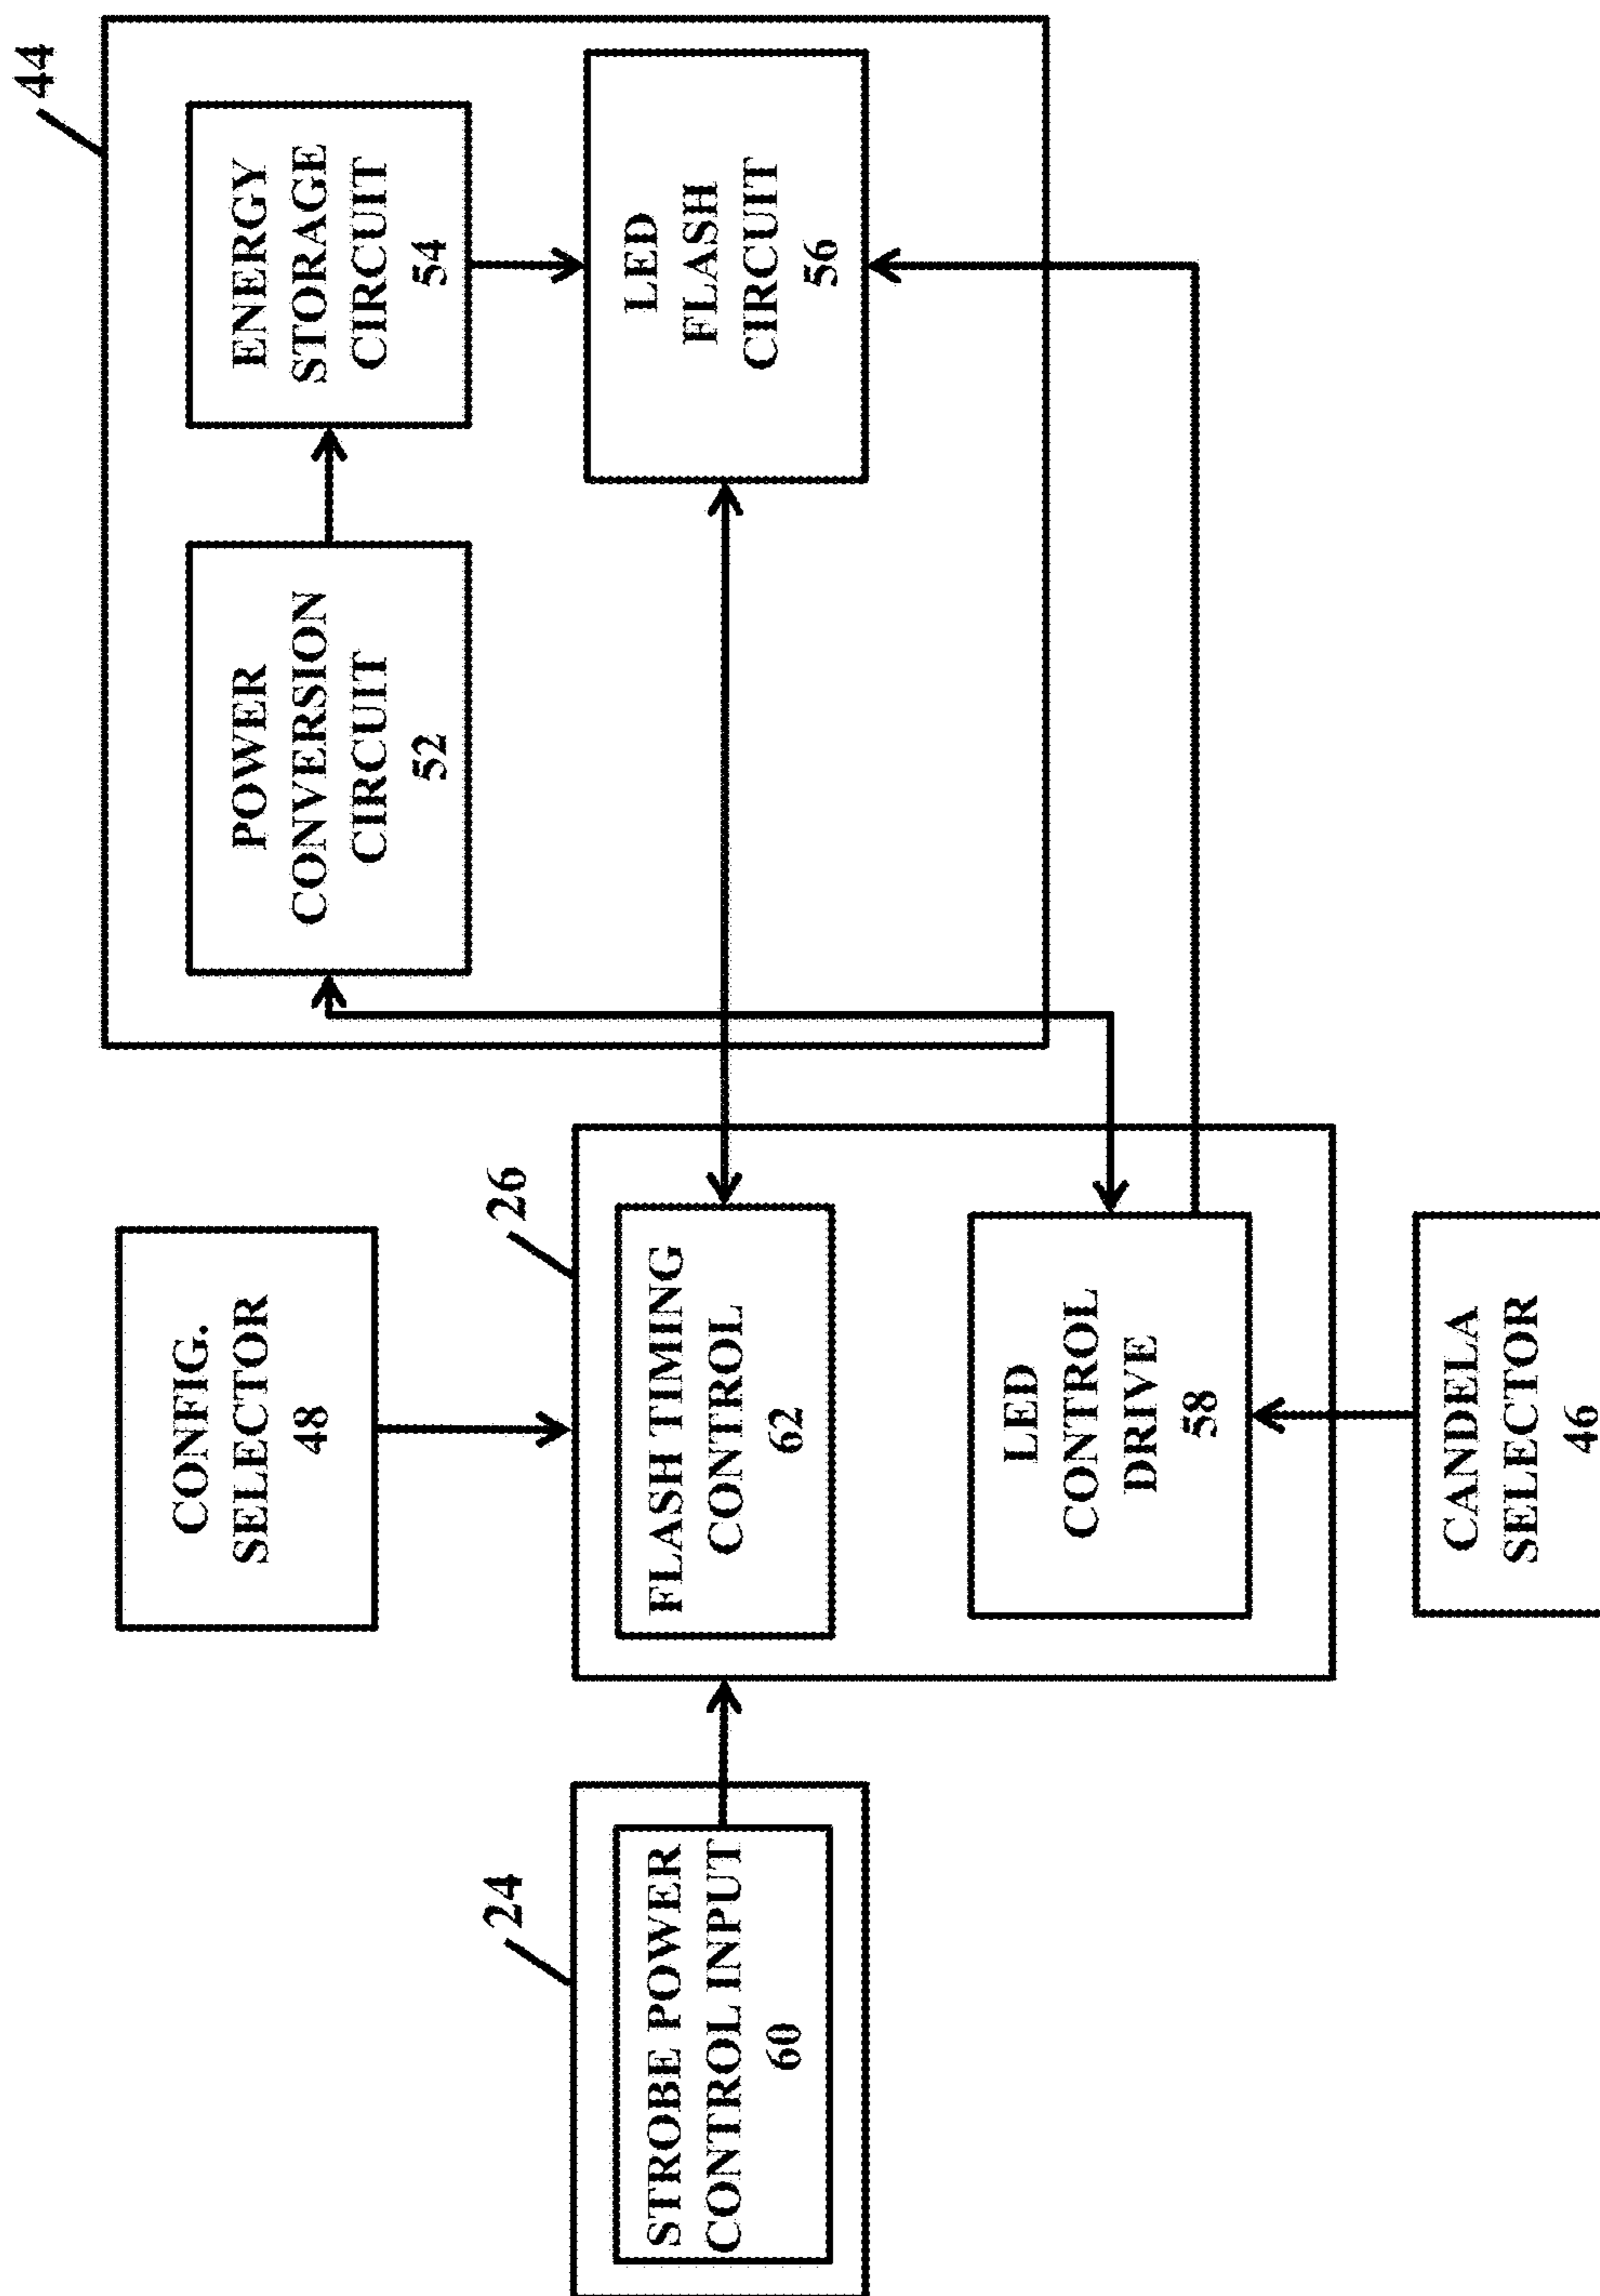 24
STROBE POWER
CONTROL INPUT
60
CONFIG.
SELECTOR
48
26
FLASH TIMING
CONTROL
62
LED
CONTROL
DRIVE
58
CANDELA
SELECTOR
46
44
POWER
CONVERSION
CIRCUIT
52
ENERGY
STORAGE
CIRCUIT
54
LED
FLASH
CIRCUIT
56